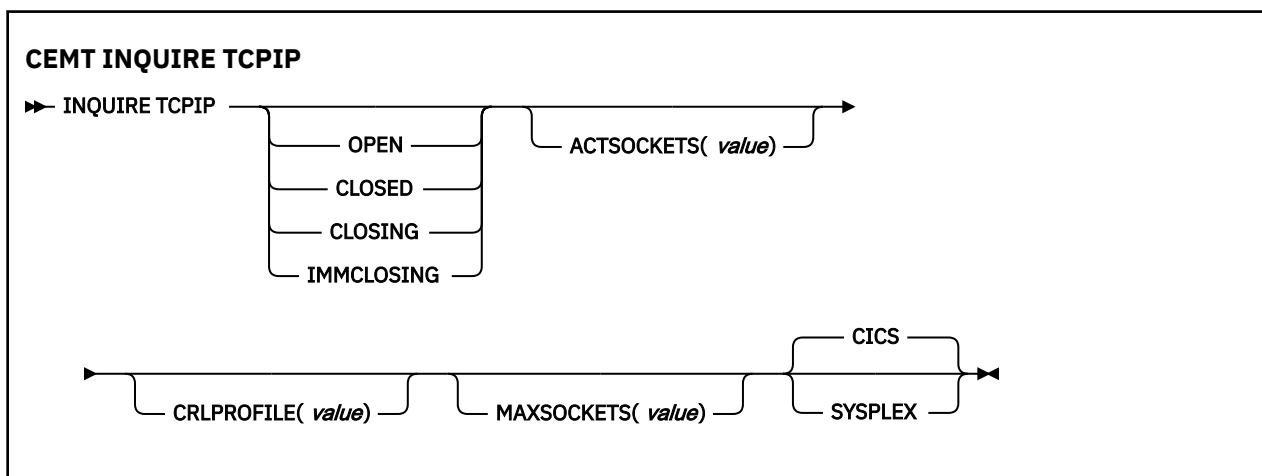 CEMT INQUIRE TCPIP
INQUIRE TCPIP
OPEN
CLOSED
CLOSING
IMMCLOSING
ACTSOCKETS( value)
CRLPROFILE( value)
MAXSOCKETS( value)
CICS
SYSPLEX